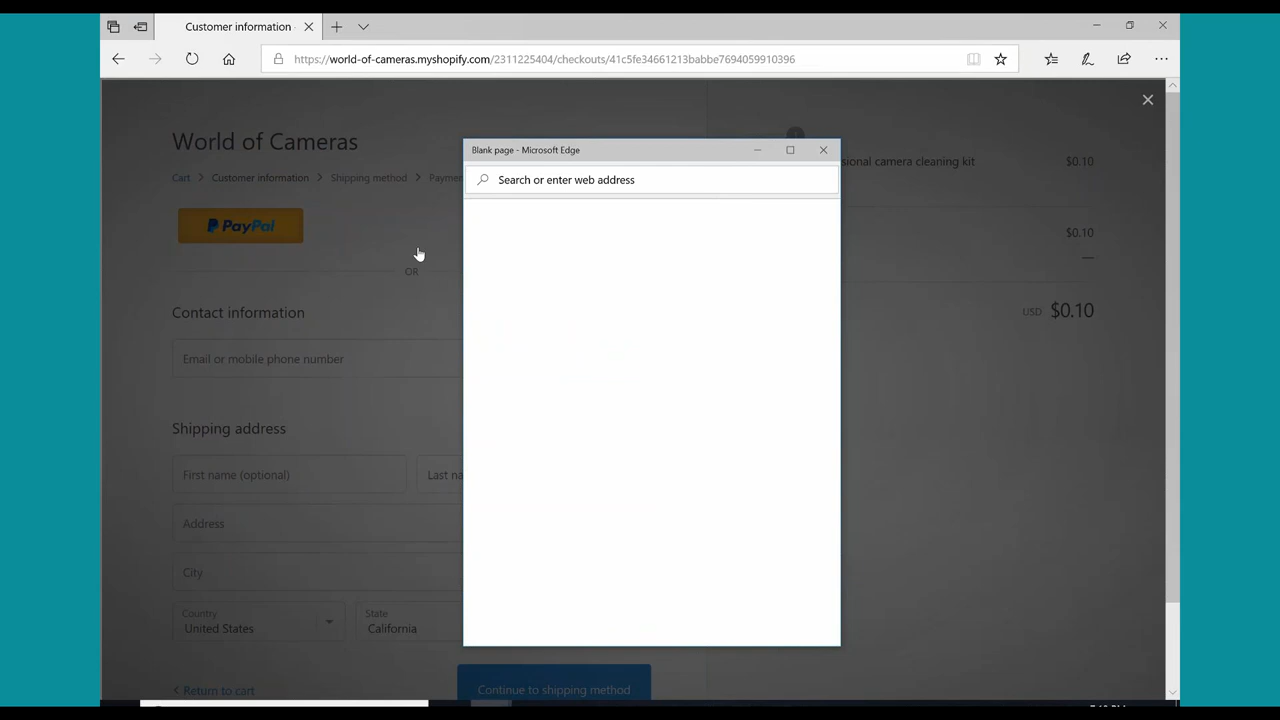 Customer information
https://world-of-cameras.myshopify.com/2311225404/checkouts/41c5fe34661213babbe7694059910396
World of Cameras
Cart > Customer information > Shipping method >
PayPal
OR
Contact information
Email or mobile phone number
Shipping address
First name (optional)
Address
City
Country
United States
State
California
Return to cart
Continue to shipping method
Blank page - Microsoft Edge
Search or enter web address
camera cleaning kit
$0.10
$0.10
—
USD $0.10